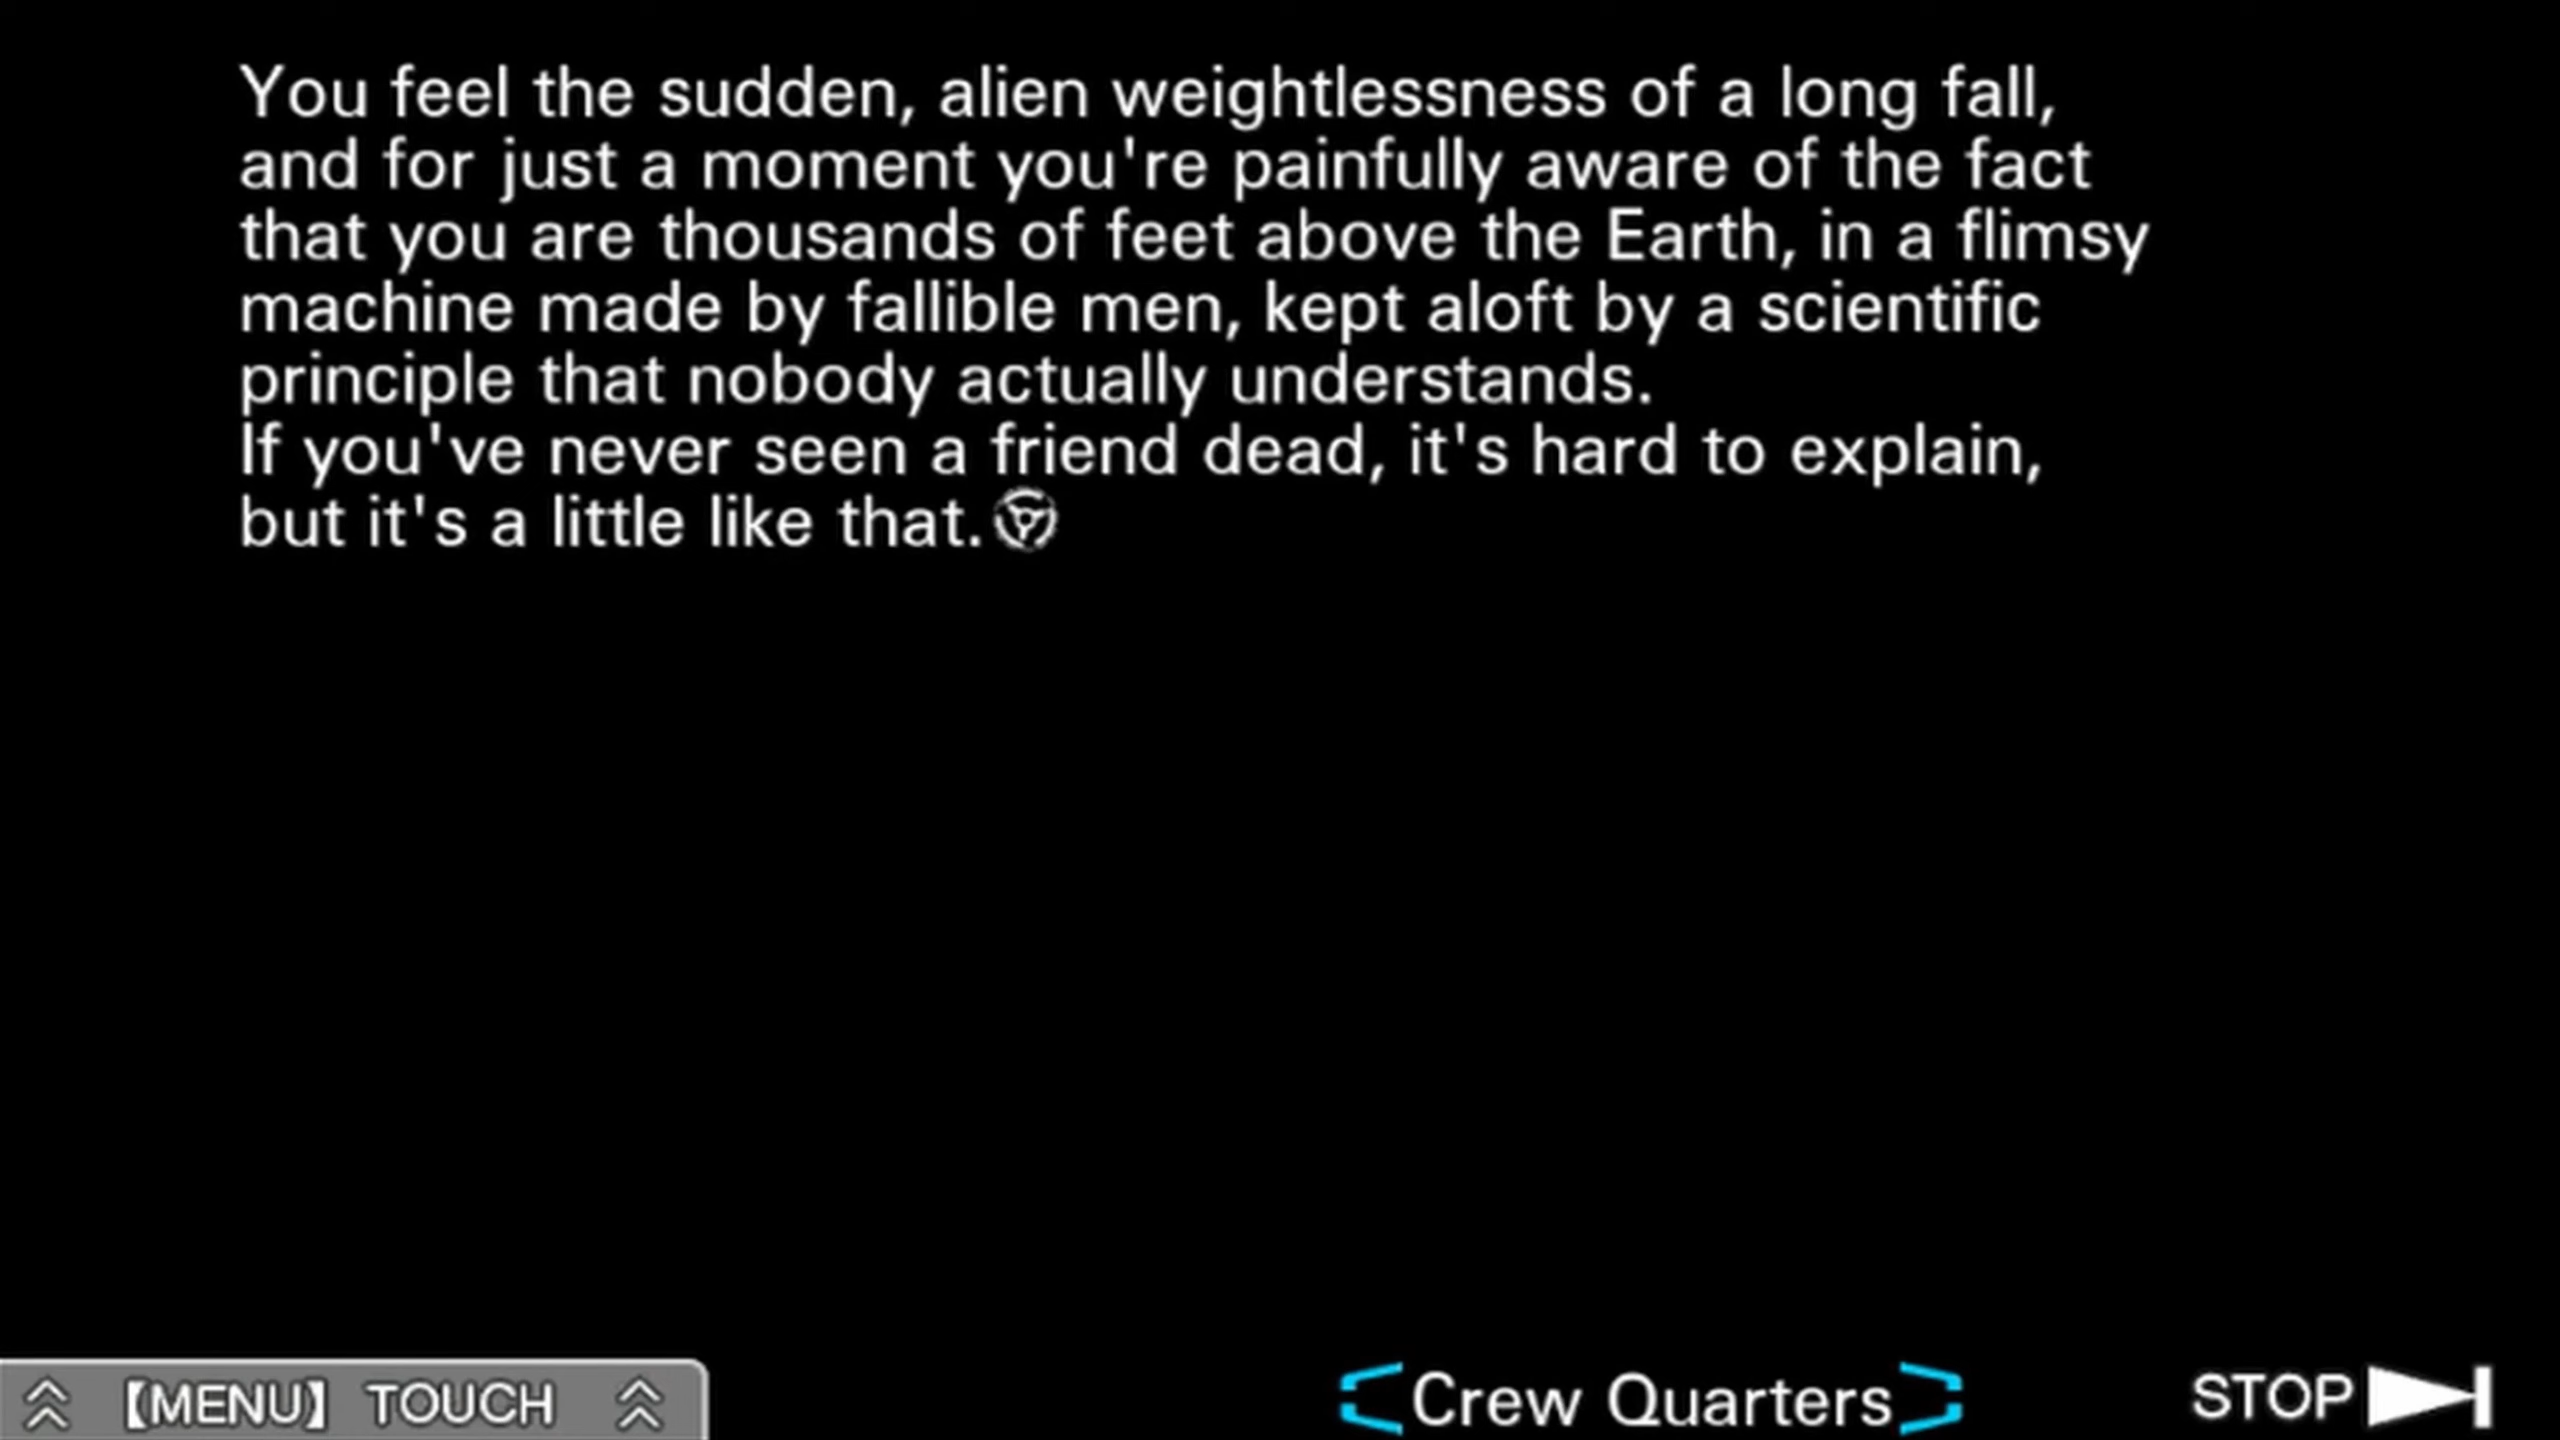 You feel the sudden, alien weightlessness of a long fall,
and for just a moment you're painfully aware of the fact
that you are thousands of feet above the Earth, in a flimsy
machine made by fallible men, kept aloft by a scientific
principle that nobody actually understands.
If you've never seen a friend dead, it's hard to explain,
but it's a little like that.
【MENU】 TOUCH
Crew Quarters
STOP